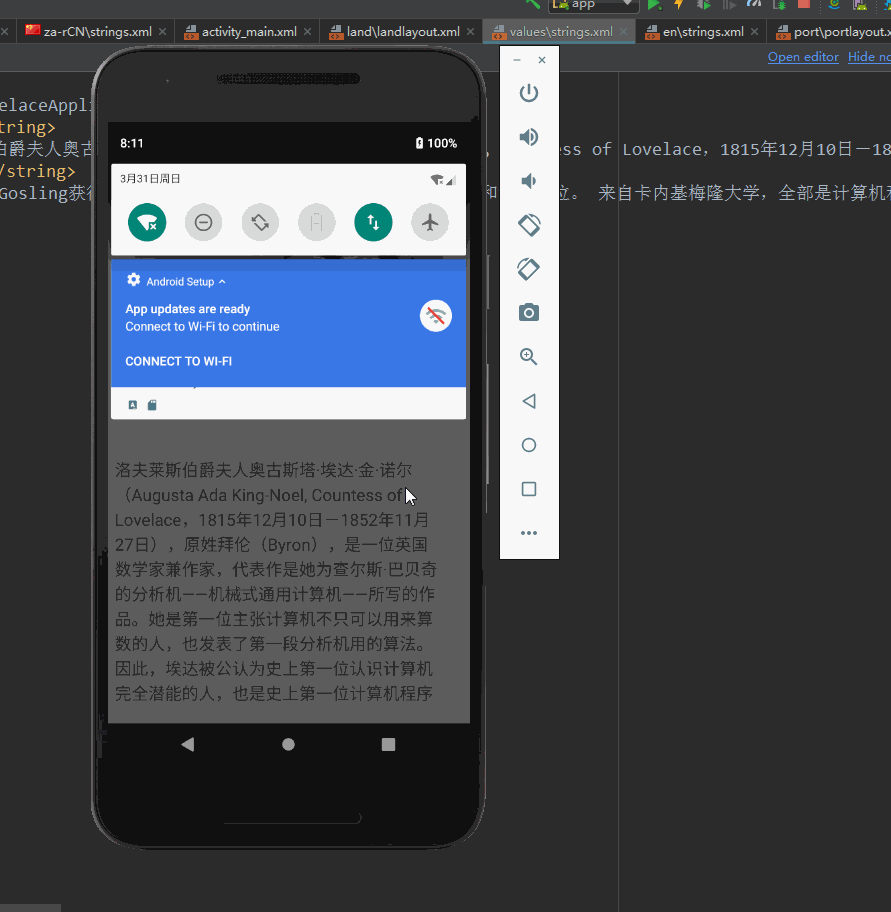 app
za-rCN\strings.xml
activity_main.xml
land\landlayout.xml
values\strings.xml
en\strings.xml
port\portlayout.x
Open editor
Hide no
elaceAppli
tring>
伯爵夫人奥古
ss of Lovelace，1815年12月10日－18
/string>
Gosling获得
和
位。 来自卡内基梅隆大学，全部是计算机科
8:11
100%
3月31日周日
Android Setup
App updates are ready
Connect to Wi-Fi to continue
CONNECT TO WI-FI
洛夫莱斯伯爵夫人奥古斯塔·埃达·金·诺尔
（Augusta Ada King-Noel, Countess of
Lovelace，1815年12月10日－1852年11月
27日），原姓拜伦（Byron），是一位英国
数学家兼作家，代表作是她为查尔斯·巴贝奇
的分析机——机械式通用计算机——所写的作
品。她是第一位主张计算机不只可以用来算
数的人，也发表了第一段分析机用的算法。
因此，埃达被公认为史上第一位认识计算机
完全潜能的人，也是史上第一位计算机程序